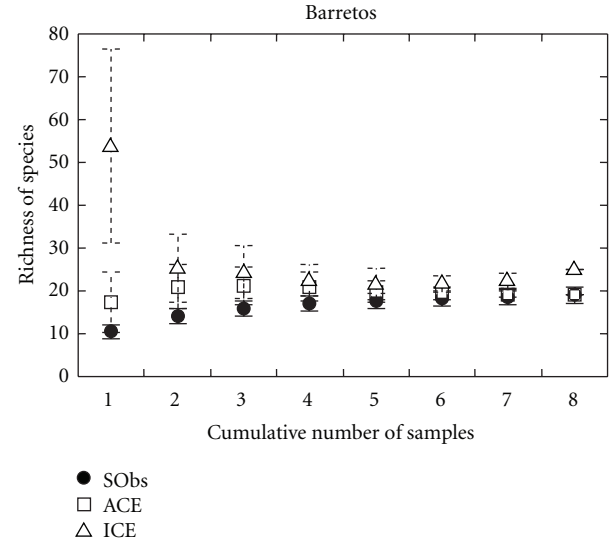 Barretos
80
70
60
50
40
30
20
10
0
Richness of species
1 2 3 4 5 6 7 8
Cumulative number of samples
SObs
ACE
ICE